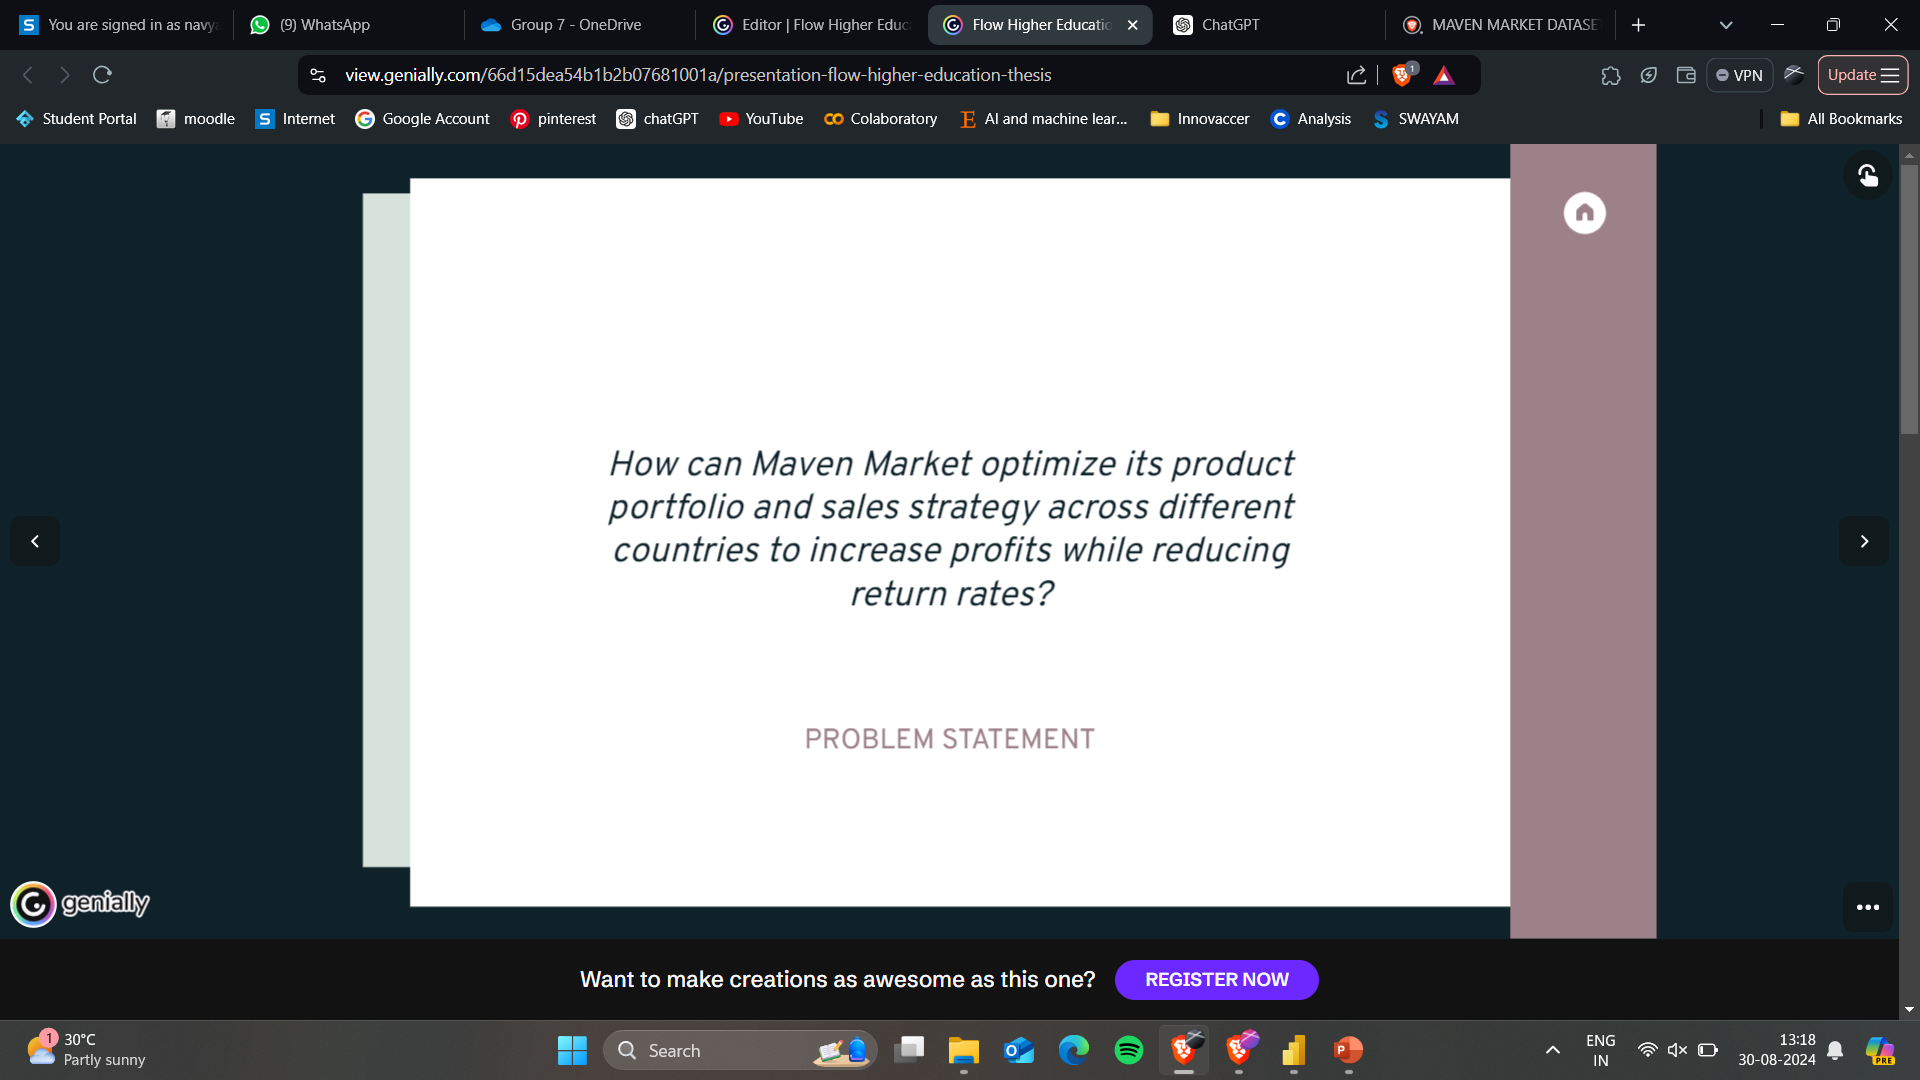 You are signed in as navya
(9) WhatsApp
Group 7 - OneDrive
Editor | Flow Higher Educ
Flow Higher Educatio
ChatGPT
MAVEN MARKET DATASE
view.genially.com/66d15dea54b1b2b07681001a/presentation-flow-higher-education-thesis
1
VPN
Update
Student Portal
moodle
Internet
Google Account
pinterest
chatGPT
YouTube
Colaboratory
AI and machine lear...
Innovaccer
Analysis
SWAYAM
All Bookmarks
How can Maven Market optimize its product
portfolio and sales strategy across different
countries to increase profits while reducing
return rates?
PROBLEM STATEMENT
genially
Want to make creations as awesome as this one?
REGISTER NOW
1
30°C
Partly sunny
Search
ENG
IN
13:18
30-08-2024
PRE